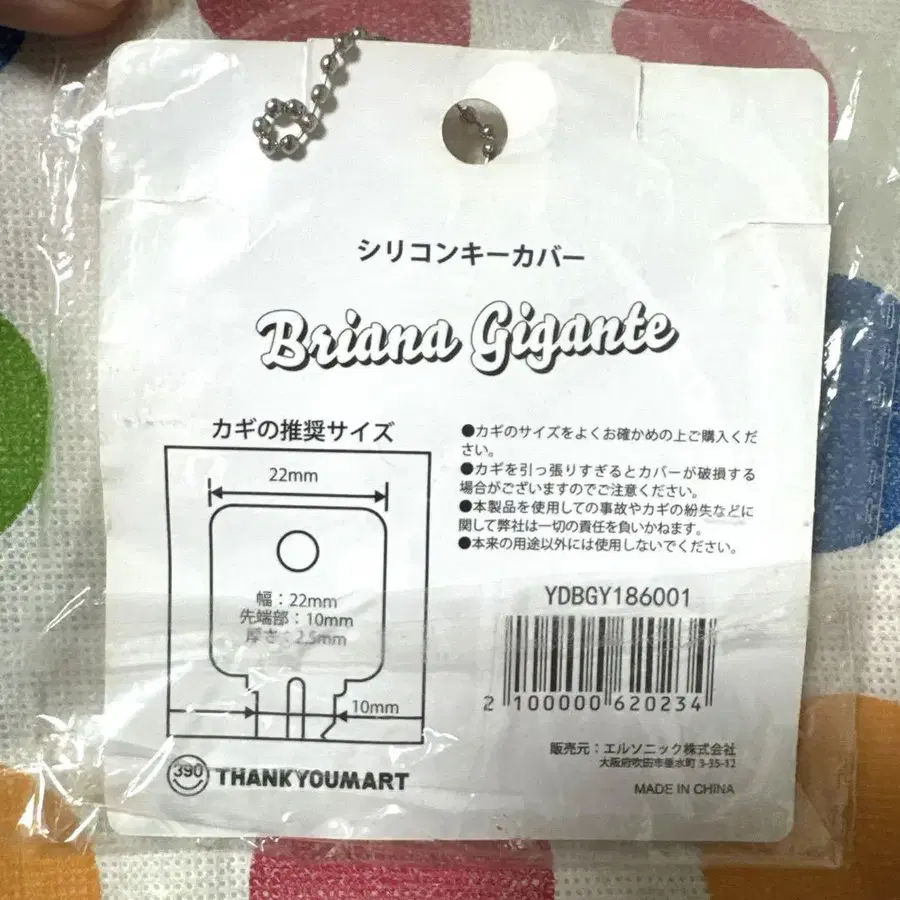 シリコンキーカバー
Briana Gigante
カギの推奨サイズ
22mm
幅：22mm
先端部：10mm
厚さ：2.5mm
10mm
390 THANKYOUMART
●カギのサイズをよくお確かめの上ご購入くだ
さい。
●カギを引っ張りすぎるとカバーが破損する
場合がございますのでご注意ください。
●本製品を使用しての事故やカギの紛失などに
関して弊社は一切の責任を負いかねます。
●本来の用途以外には使用しないでください。
YDBGY186001
2 100000 620234
販売元：エルソニック株式会社
大阪府吹田市垂水町 3-35-12
MADE IN CHINA